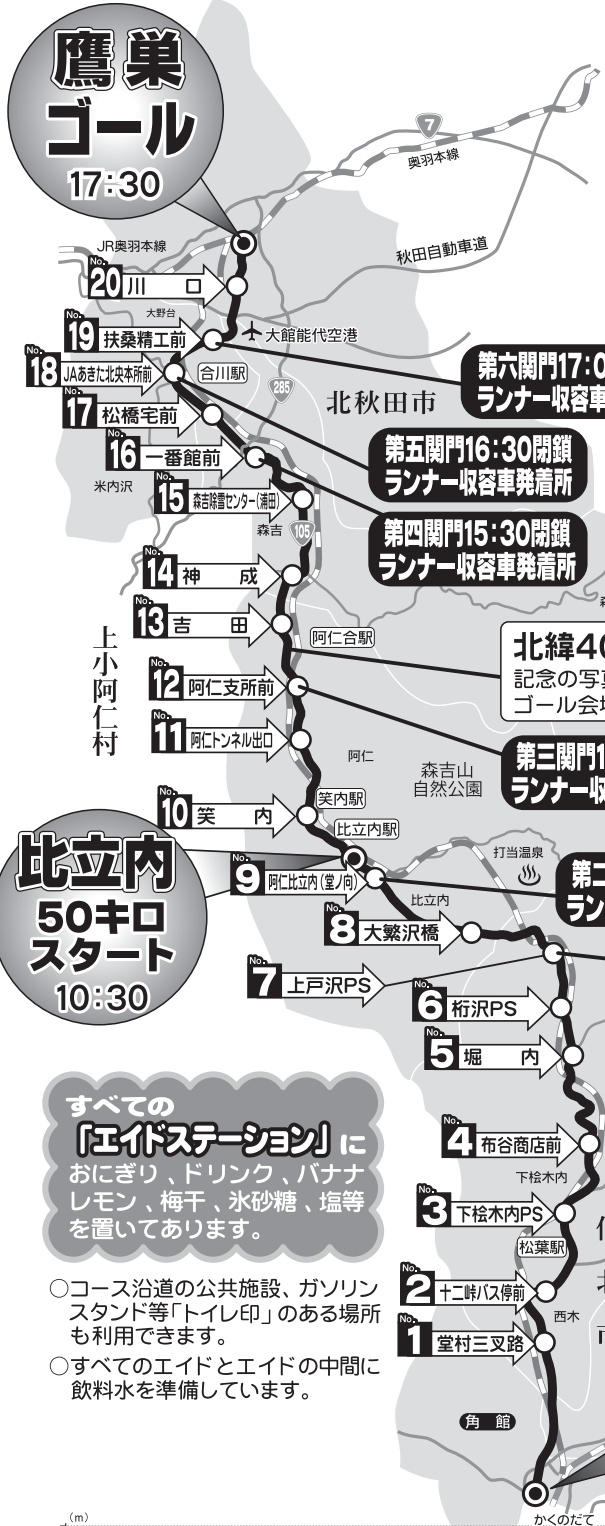 鷹巣
ゴール
17:30
7
奥羽本線
JR奥羽本線
秋田自動車道
No.20 川口
大野台
No.19 扶桑精工前
大館能代空港
No.18 JAあきた北央本所前
合川駅
285
第六関門17:0
ランナー収容車
北秋田市
No.17 松橋宅前
第五関門16:30閉鎖
ランナー収容車発着所
No.16 一番館前
米内沢
No.15 森吉除雪センター(浦田)
森吉
105
第四関門15:30閉鎖
ランナー収容車発着所
No.14 神成
No.13 吉田
阿仁合駅
上小阿仁村
北緯4
記念の写真
ゴール会場
No.12 阿仁支所前
No.11 阿仁トンネル出口
阿仁
森吉山
自然公園
第三関門1
ランナー収
No.10 笑内
笑内駅
比立内駅
比立内
50キロ
スタート
10:30
打当温泉
No.9 阿仁比立内(堂ノ向)
比立内
第二
ラン
No.8 大繁沢橋
No.7 上戸沢PS
No.6 桁沢PS
No.5 堀内
すべての
「エイドステーション」に
おにぎり、ドリンク、バナナ
レモン、梅干、氷砂糖、塩等
を置いてあります。
No.4 布谷商店前
下桧木内
No.3 下桧木内PS
松葉駅
北
○コース沿道の公共施設、ガソリン
スタンド等「トイレ印」のある場所
も利用できます。
○すべてのエイドとエイドの中間に
飲料水を準備しています。
No.2 十二峠バス停前
西木
No.1 堂村三叉路
角館
かくのだて
(m)